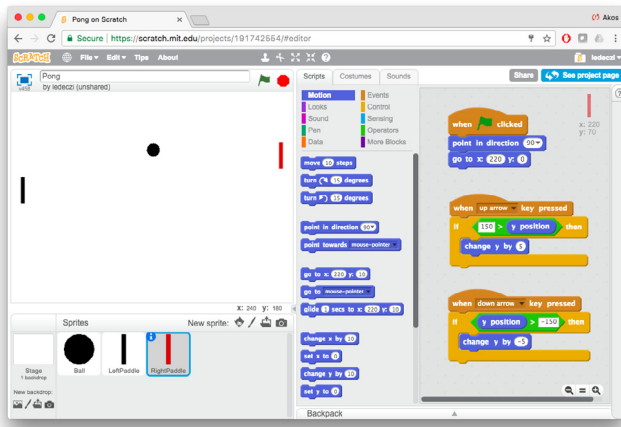 Pong on Scratch
Akos
Secure https://scratch.mit.edu/projects/191742554/#editor
SCRATCH File Edit Tips About ledeczi
Pong
by ledeczi (unshared)
v458
Scripts Costumes Sounds Share See project page
Motion Events
Looks Control
Sound Sensing
Pen Operators
Data More Blocks
move 10 steps
turn 15 degrees
turn 15 degrees
point in direction 90
point towards mouse-pointer
go to x: 220 y: 10
go to mouse-pointer
glide 1 secs to x: 220 y: 10
change x by 10
set x to 0
change y by 10
set y to 0
x: 220
y: 70
when clicked
point in direction 90
go to x: 220 y: 0
when up arrow key pressed
if 150 > y position then
change y by 5
when down arrow key pressed
if y position > -150 then
change y by -5
x: 240 y: 180
Sprites New sprite:
Stage
1 backdrop
New backdrop:
Ball LeftPaddle RightPaddle
Backpack